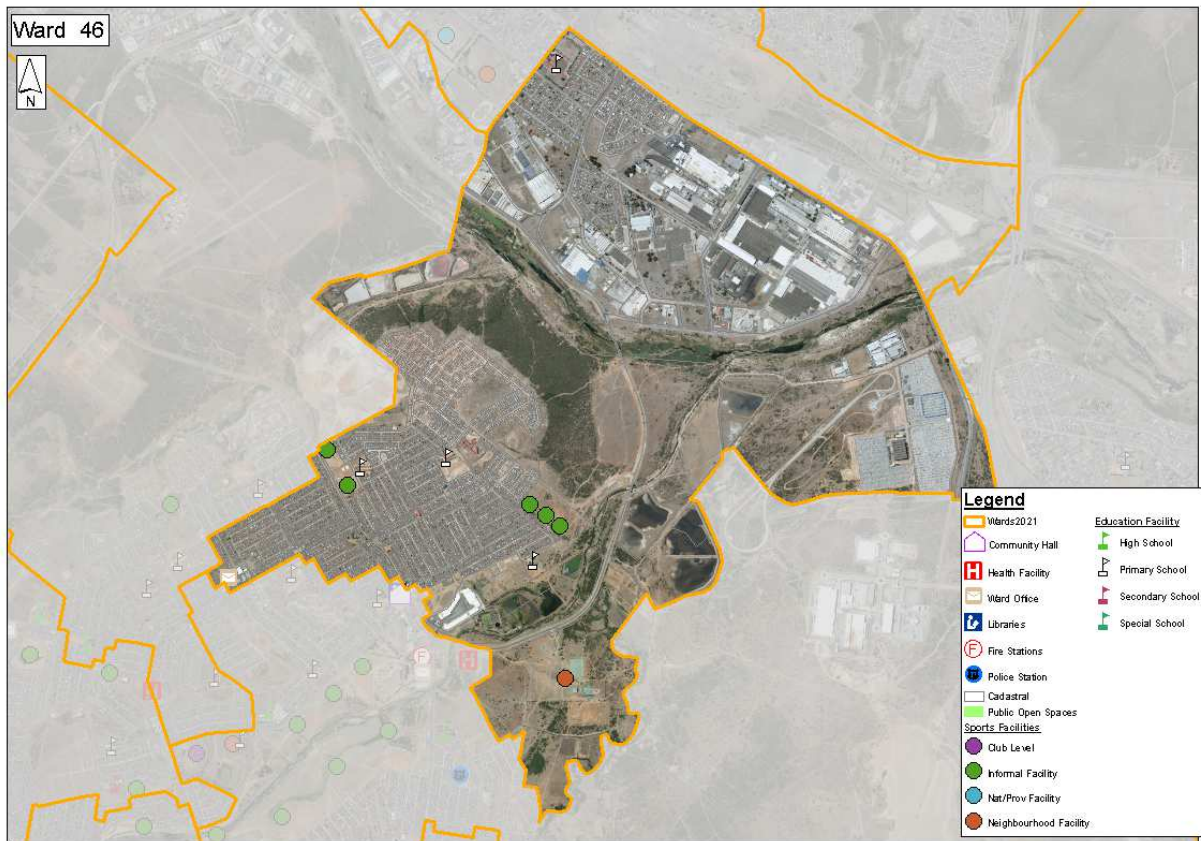 Ward 46
N
Legend
Wards2021
Community Hall
H Health Facility
Ward Office
Libraries
F Fire Stations
Police Station
Cadastral
Public Open Spaces
Sports Facilities
Club Level
Informal Facility
Nat/Prov Facility
Neighbourhood Facility
Education Facility
High School
Primary School
Secondary School
Special School
F
H
H